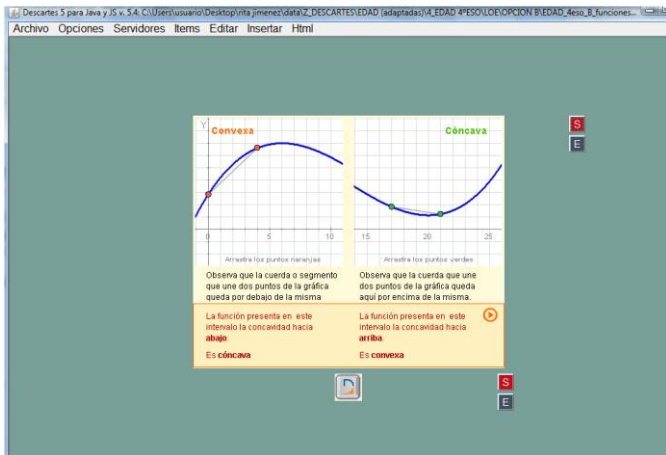 Descartes 5 para Java y JS v. 5.4: C:\Users\usuario\Desktop\rita jimenez\data\Z_DESCARTES\EDAD (adaptadas)\4_EDAD 4ºESO\LOE\OPCION B\EDAD_4eso_B_funciones...
Archivo Opciones Servidores Items Editar Insertar Html
Y
Convexa
Cóncava
0 10 15 20 25
Arrastra los puntos naranjas
Arrastra los puntos verdes
Observa que la cuerda o segmento
que une dos puntos de la gráfica
queda por debajo de la misma
Observa que la cuerda que une
dos puntos de la gráfica queda
aquí por encima de la misma.
La función presenta en este
intervalo la concavidad hacia
abajo.
Es cóncava
La función presenta en este
intervalo la concavidad hacia
arriba.
Es convexa
S
E
S
E